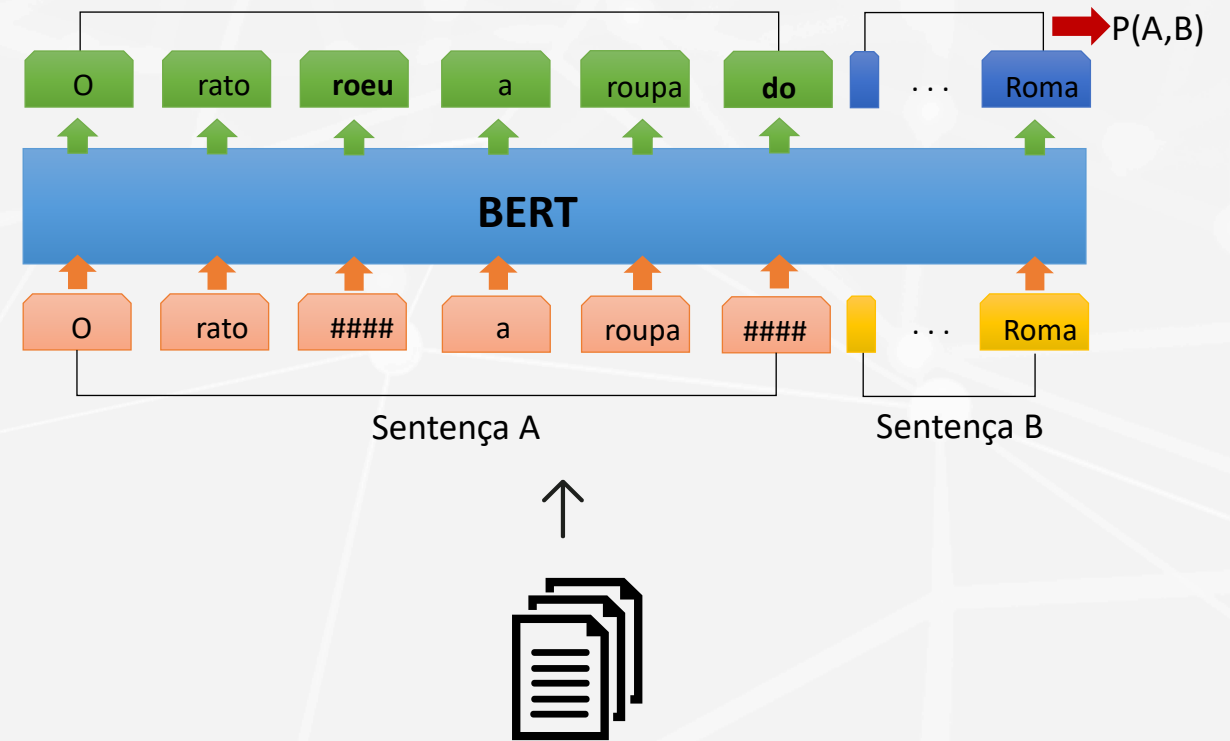 P(A,B)
O rato roeu a roupa do . . . Roma
BERT
O rato #### a roupa #### . . . Roma
Sentença A Sentença B